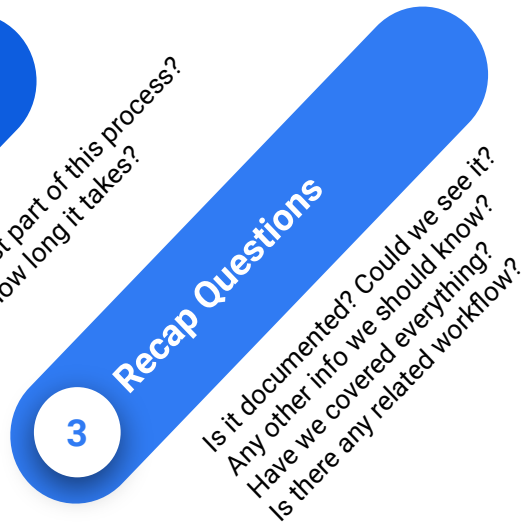 part of this process?
long it takes?
3
Recap Questions
Is it documented? Could we see it?
Any other info we should know?
Have we covered everything?
Is there any related workflow?